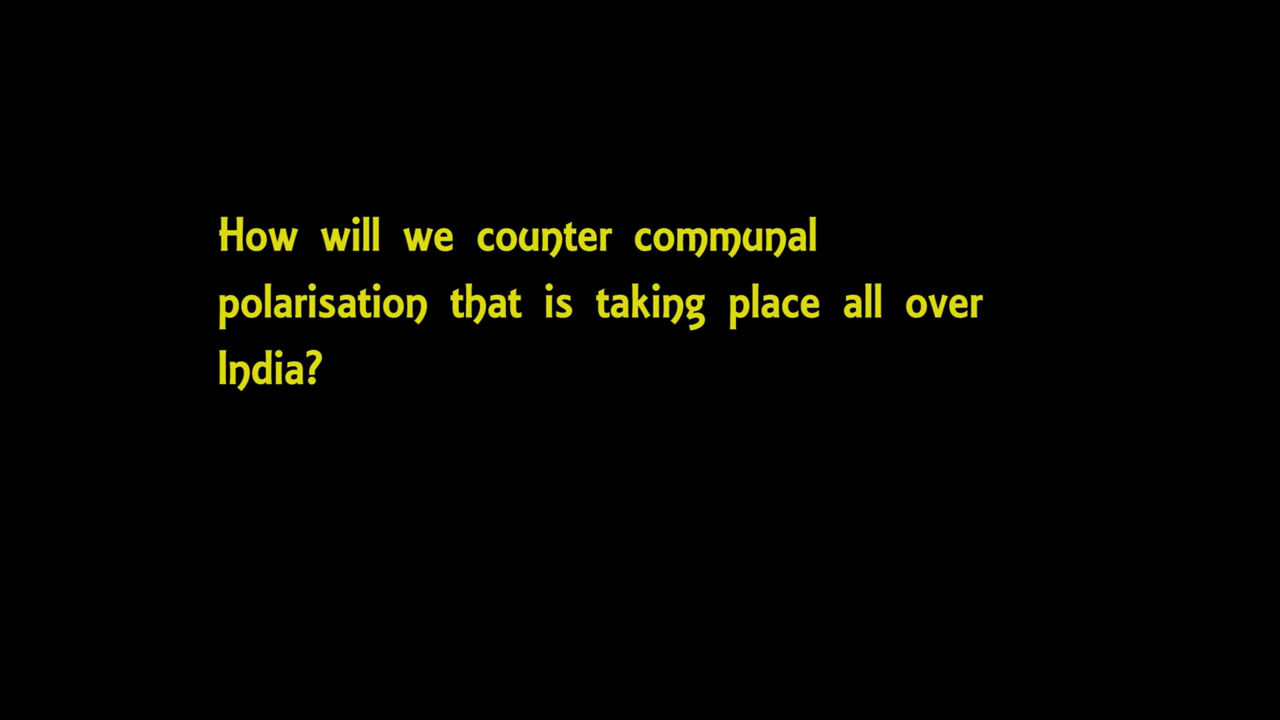 How will we counter communal
polarisation that is taking place all over
India?